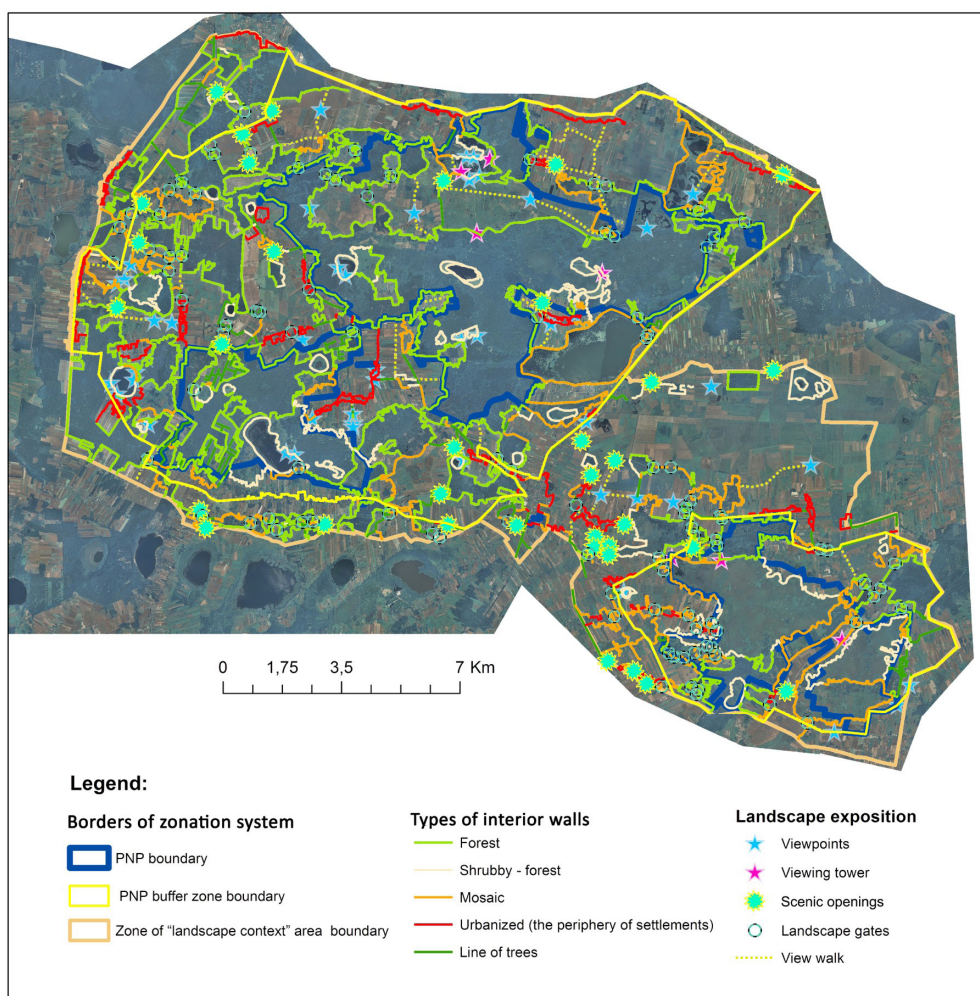 0 1,75 3,5 7 Km
Legend:
Borders of zonation system
PNP boundary
PNP buffer zone boundary
Zone of "landscape context" area boundary
Types of interior walls
Forest
Shrubby - forest
Mosaic
Urbanized (the periphery of settlements)
Line of trees
Landscape exposition
Viewpoints
Viewing tower
Scenic openings
Landscape gates
View walk